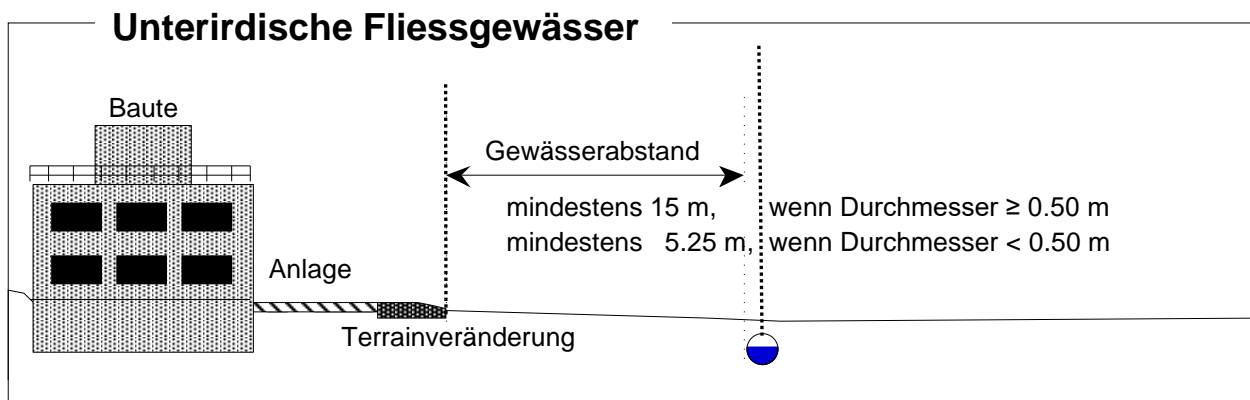 Unterirdische Fliessgewässer
Baute
Gewässerabstand
mindestens 15 m, wenn Durchmesser ≥ 0.50 m
mindestens 5.25 m, wenn Durchmesser < 0.50 m
Anlage
Terrainveränderung